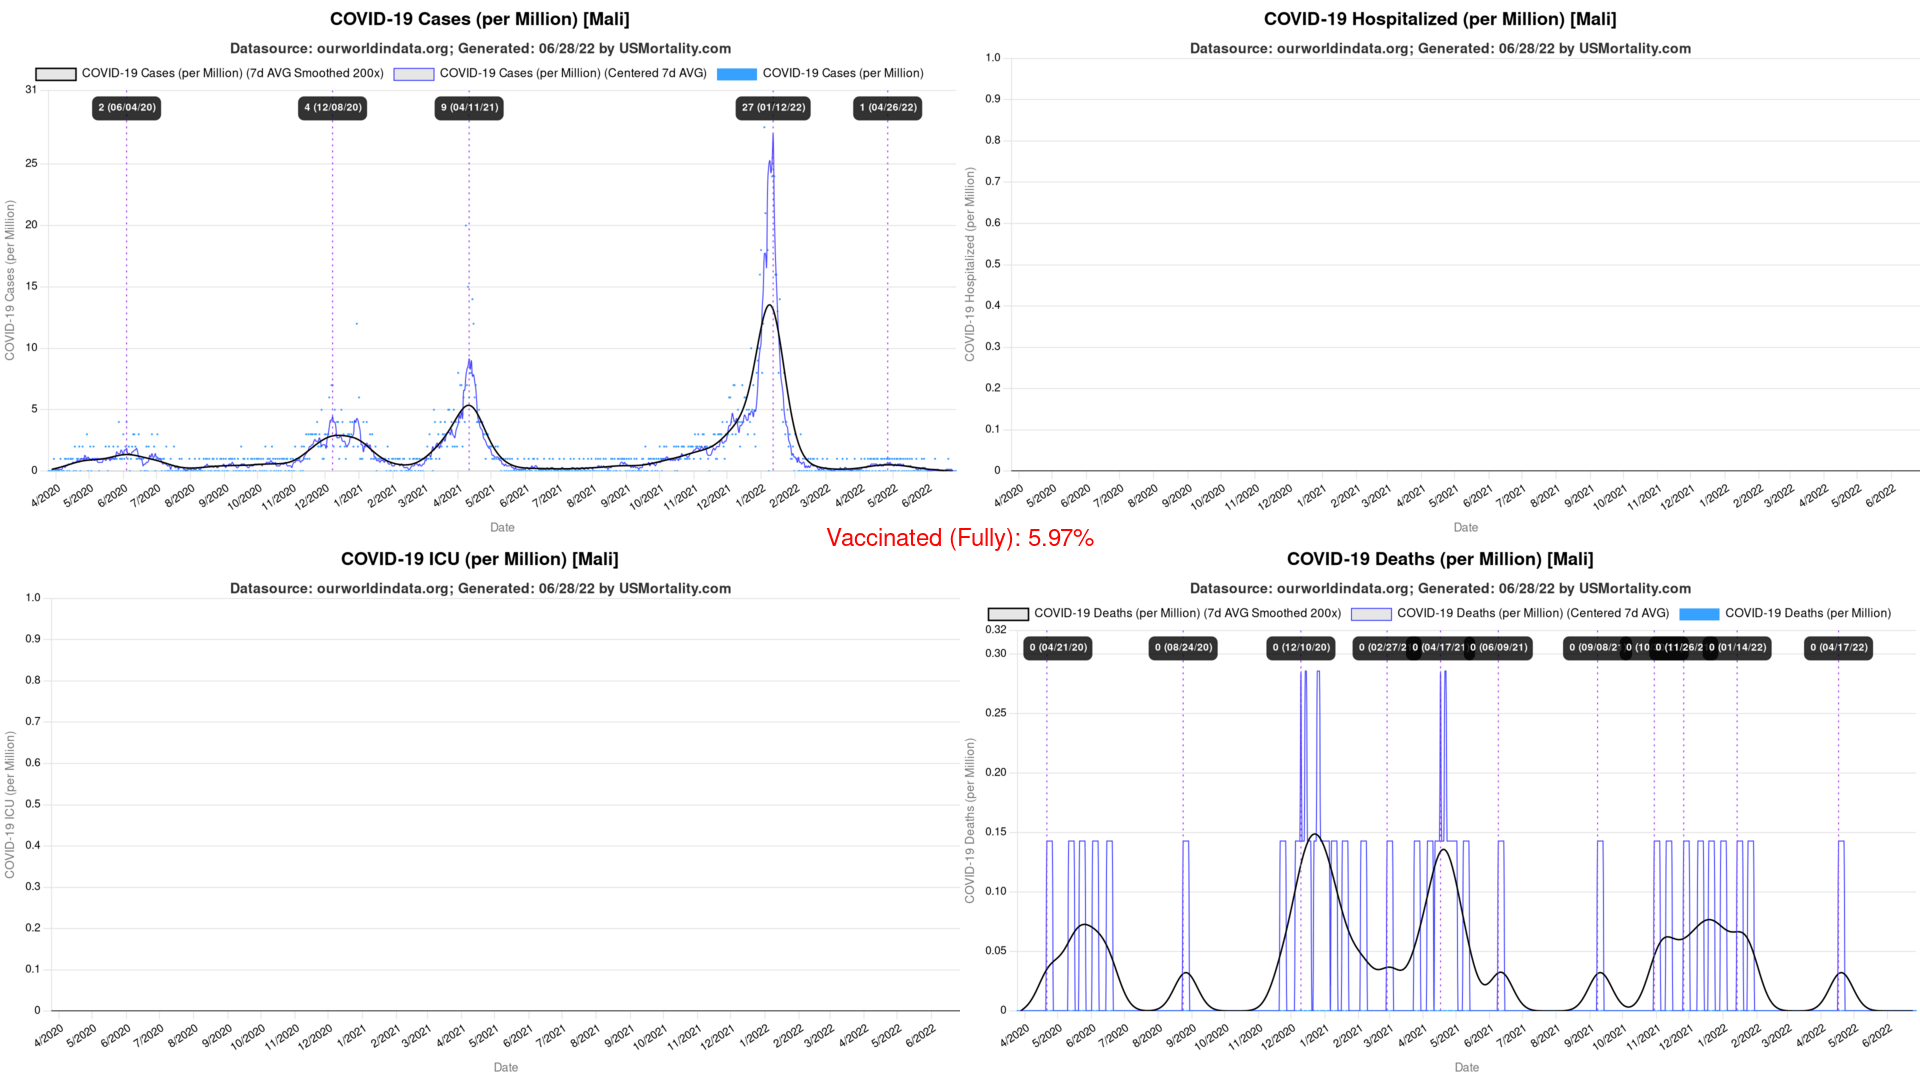 COVID-19 Cases (per Million) [Mali]
Datasource: ourworldindata.org; Generated: 06/28/22 by USMortality.com
COVID-19 Cases (per Million) (7d AVG Smoothed 200x) COVID-19 Cases (per Million) (Centered 7d AVG) COVID-19 Cases (per Million)
2 (06/04/20) 4 (12/08/20) 9 (04/11/21) 27 (01/12/22) 1 (04/26/22)
31
25
20
15
10
5
0
COVID-19 Cases (per Million)
4/2020 5/2020 6/2020 7/2020 8/2020 9/2020 10/2020 11/2020 12/2020 1/2021 2/2021 3/2021 4/2021 5/2021 6/2021 7/2021 8/2021 9/2021 10/2021 11/2021 12/2021 1/2022 2/2022 3/2022 4/2022 5/2022 6/2022
Date
COVID-19 Hospitalized (per Million) [Mali]
Datasource: ourworldindata.org; Generated: 06/28/22 by USMortality.com
1.0
0.9
0.8
0.7
0.6
0.5
0.4
0.3
0.2
0.1
0
COVID-19 Hospitalized (per Million)
4/2020 5/2020 6/2020 7/2020 8/2020 9/2020 10/2020 11/2020 12/2020 1/2021 2/2021 3/2021 4/2021 5/2021 6/2021 7/2021 8/2021 9/2021 10/2021 11/2021 12/2021 1/2022 2/2022 3/2022 4/2022 5/2022 6/2022
Date
Vaccinated (Fully): 5.97%
COVID-19 ICU (per Million) [Mali]
Datasource: ourworldindata.org; Generated: 06/28/22 by USMortality.com
1.0
0.9
0.8
0.7
0.6
0.5
0.4
0.3
0.2
0.1
0
COVID-19 ICU (per Million)
4/2020 5/2020 6/2020 7/2020 8/2020 9/2020 10/2020 11/2020 12/2020 1/2021 2/2021 3/2021 4/2021 5/2021 6/2021 7/2021 8/2021 9/2021 10/2021 11/2021 12/2021 1/2022 2/2022 3/2022 4/2022 5/2022 6/2022
Date
COVID-19 Deaths (per Million) [Mali]
Datasource: ourworldindata.org; Generated: 06/28/22 by USMortality.com
COVID-19 Deaths (per Million) (7d AVG Smoothed 200x) COVID-19 Deaths (per Million) (Centered 7d AVG) COVID-19 Deaths (per Million)
0 (04/21/20) 0 (08/24/20) 0 (12/10/20) 0 (02/27/2 0 (04/17/21 0 (06/09/21) 0 (09/08/2 0 (10 0 (11/26/2 0 (01/14/22) 0 (04/17/22)
0.32
0.30
0.25
0.20
0.15
0.10
0.05
0
COVID-19 Deaths (per Million)
4/2020 5/2020 6/2020 7/2020 8/2020 9/2020 10/2020 11/2020 12/2020 1/2021 2/2021 3/2021 4/2021 5/2021 6/2021 7/2021 8/2021 9/2021 10/2021 11/2021 12/2021 1/2022 2/2022 3/2022 4/2022 5/2022 6/2022
Date